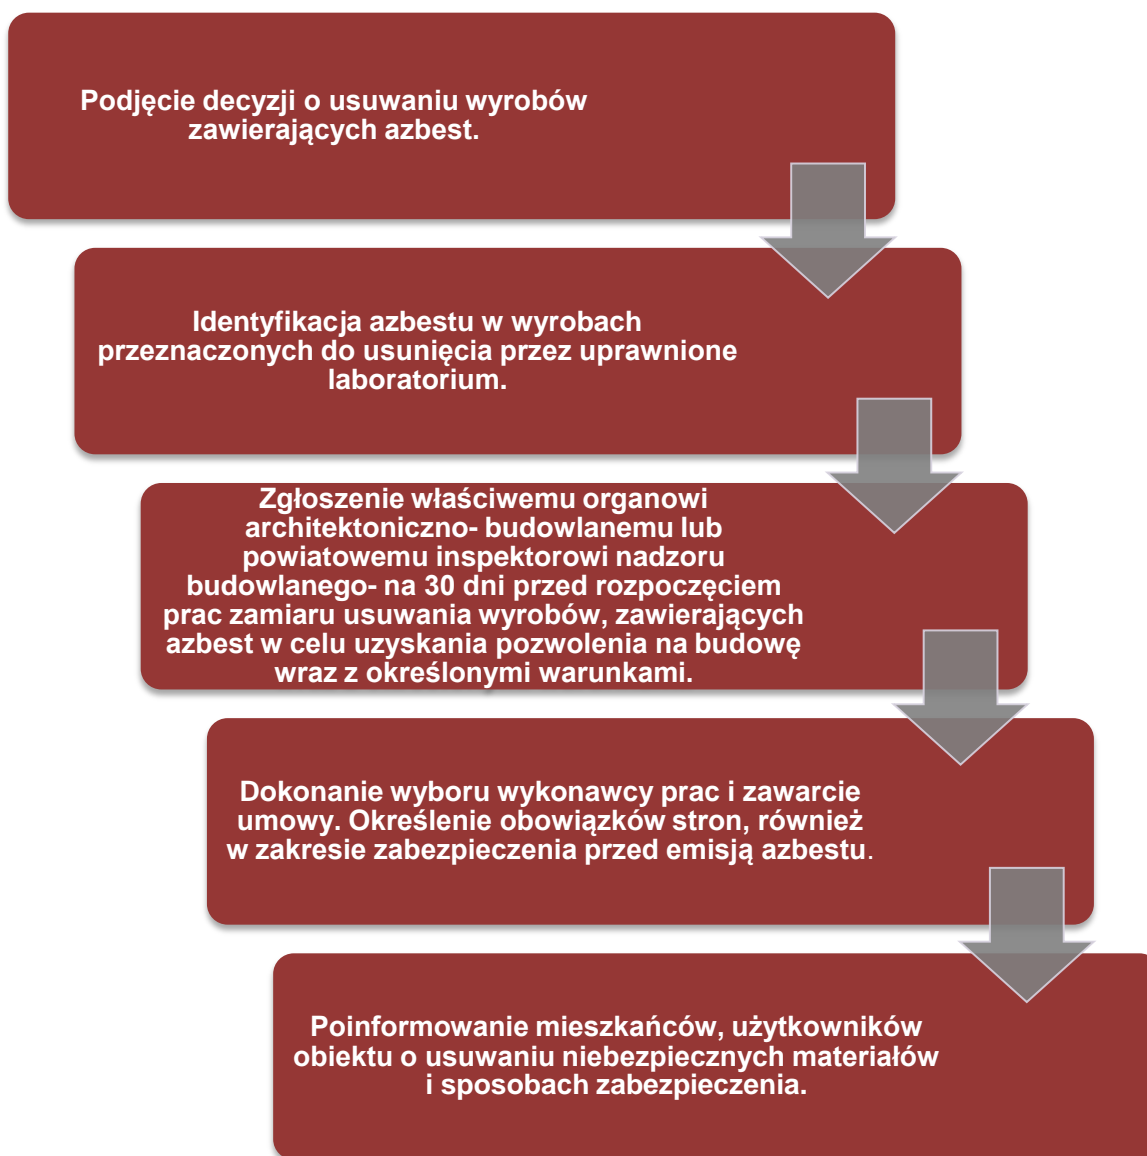 Podjęcie decyzji o usuwaniu wyrobów
zawierających azbest.
Identyfikacja azbestu w wyrobach
przeznaczonych do usunięcia przez uprawnione
laboratorium.
Zgłoszenie właściwemu organowi
architektoniczno- budowlanemu lub
powiatowemu inspektorowi nadzoru
budowlanego- na 30 dni przed rozpoczęciem
prac zamiaru usuwania wyrobów, zawierających
azbest w celu uzyskania pozwolenia na budowę
wraz z określonymi warunkami.
Dokonanie wyboru wykonawcy prac i zawarcie
umowy. Określenie obowiązków stron, również
w zakresie zabezpieczenia przed emisją azbestu.
Poinformowanie mieszkańców, użytkowników
obiektu o usuwaniu niebezpiecznych materiałów
i sposobach zabezpieczenia.